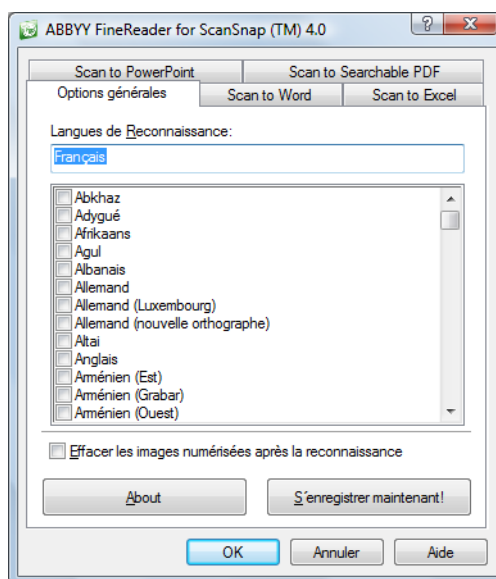 ABBYY FineReader for ScanSnap (TM) 4.0
Scan to PowerPoint
Scan to Searchable PDF
Options générales
Scan to Word
Scan to Excel
Langues de Reconnaissance:
Français
Abkhaz
Adygué
Afrikaans
Agul
Albanais
Allemand
Allemand (Luxembourg)
Allemand (nouvelle orthographe)
Altai
Anglais
Arménien (Est)
Arménien (Grabar)
Arménien (Ouest)
Effacer les images numérisées après la reconnaissance
About
S´enregistrer maintenant!
OK
Annuler
Aide